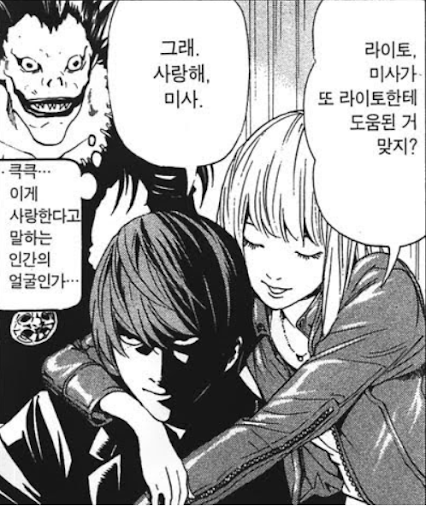 라이토,
미사가
또 라이토한테
도움된 거
맞지?
그래.
사랑해,
미사.
큭큭…
이게
사랑한다고
말하는
인간의
얼굴인가…